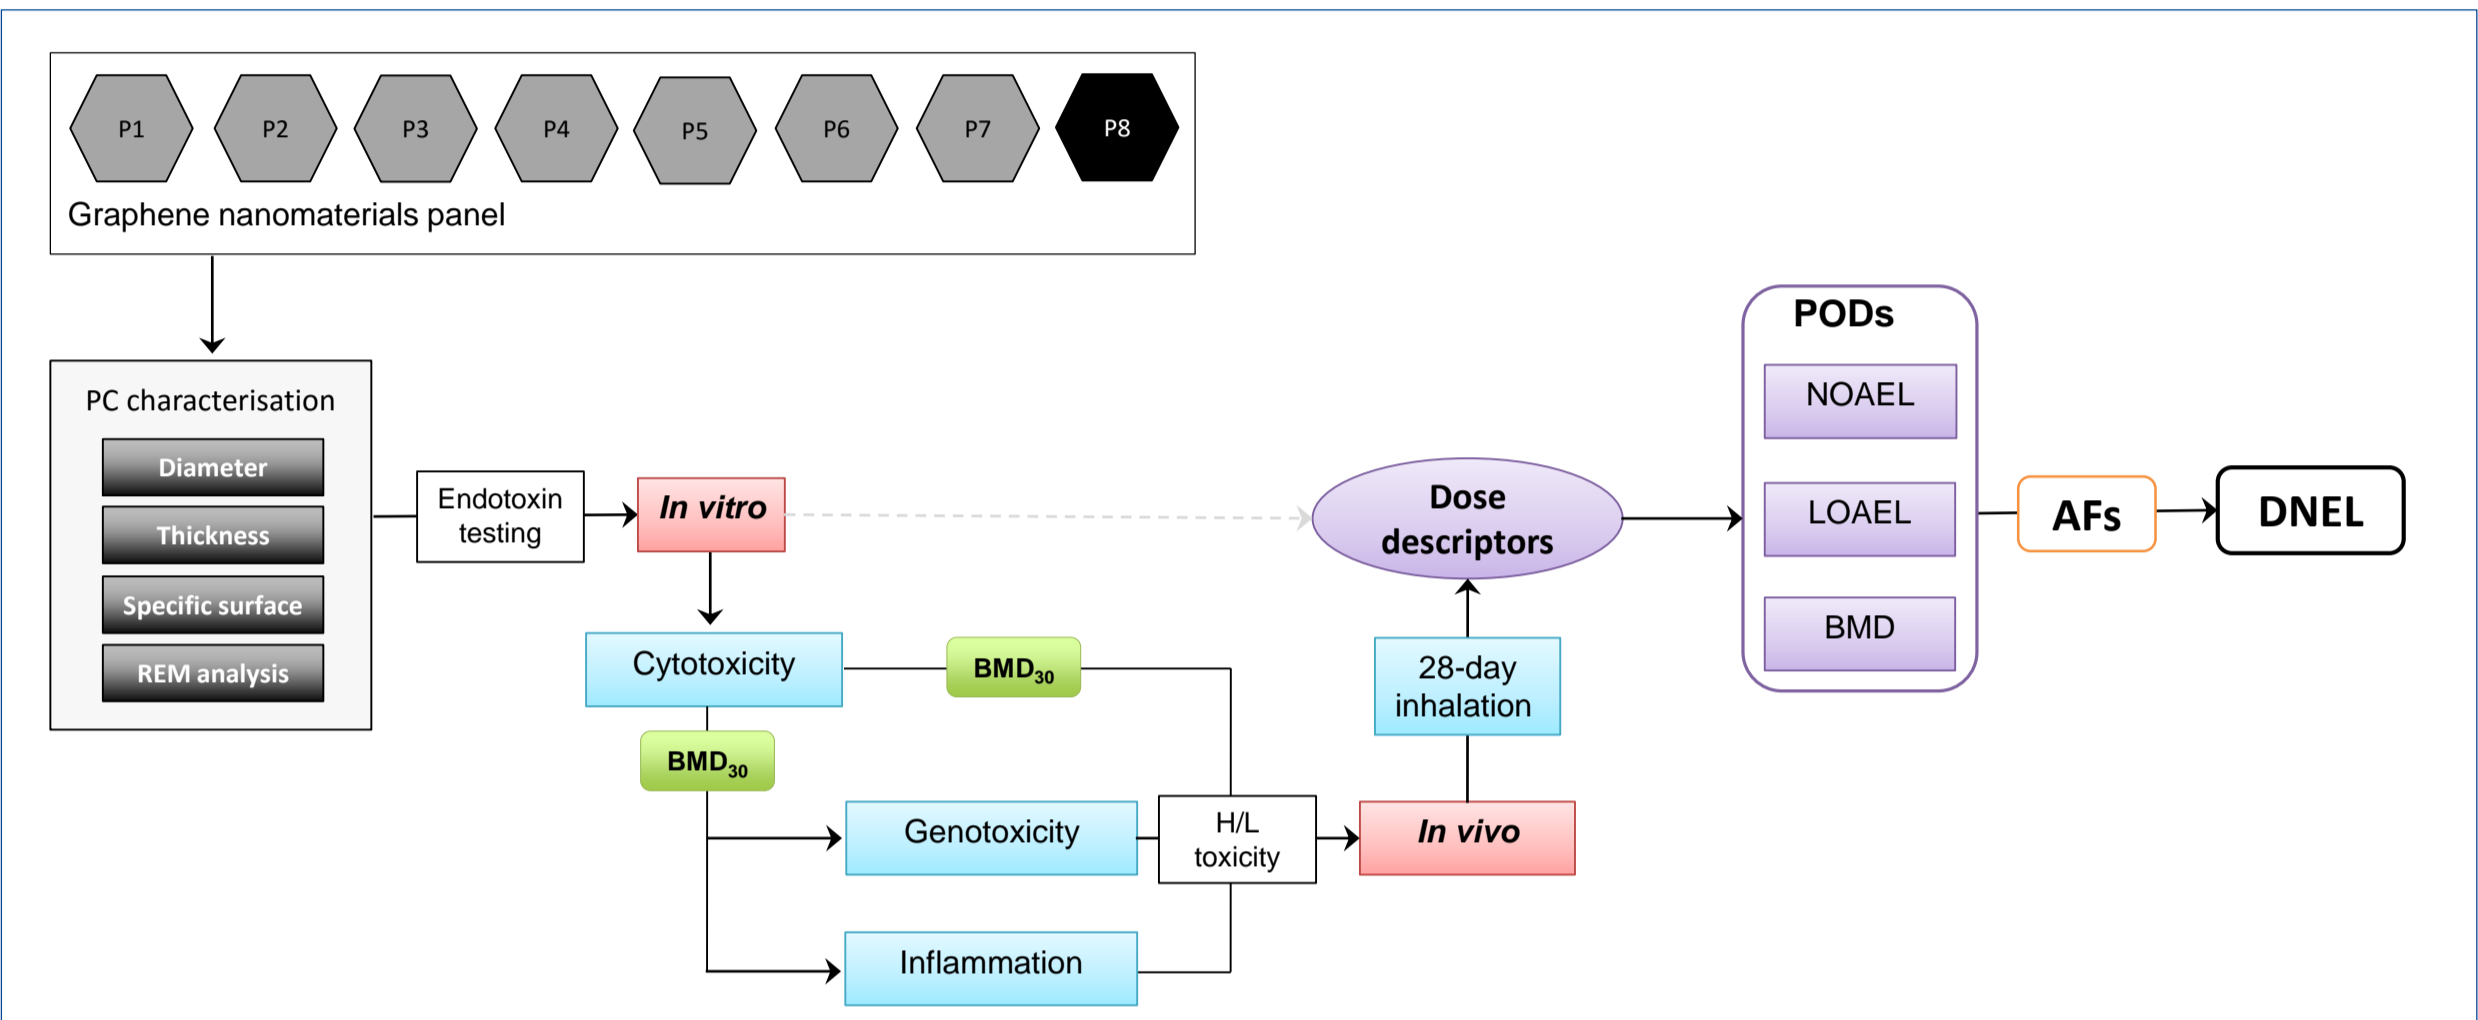 P1
P2
P3
P4
P5
P6
P7
P8
Graphene nanomaterials panel
PC characterisation
Diameter
Thickness
Specific surface
REM analysis
Endotoxin
testing
In vitro
Cytotoxicity
BMD30
BMD30
Genotoxicity
Inflammation
H/L
toxicity
In vivo
28-day
inhalation
Dose
descriptors
PODs
NOAEL
LOAEL
BMD
AFs
DNEL